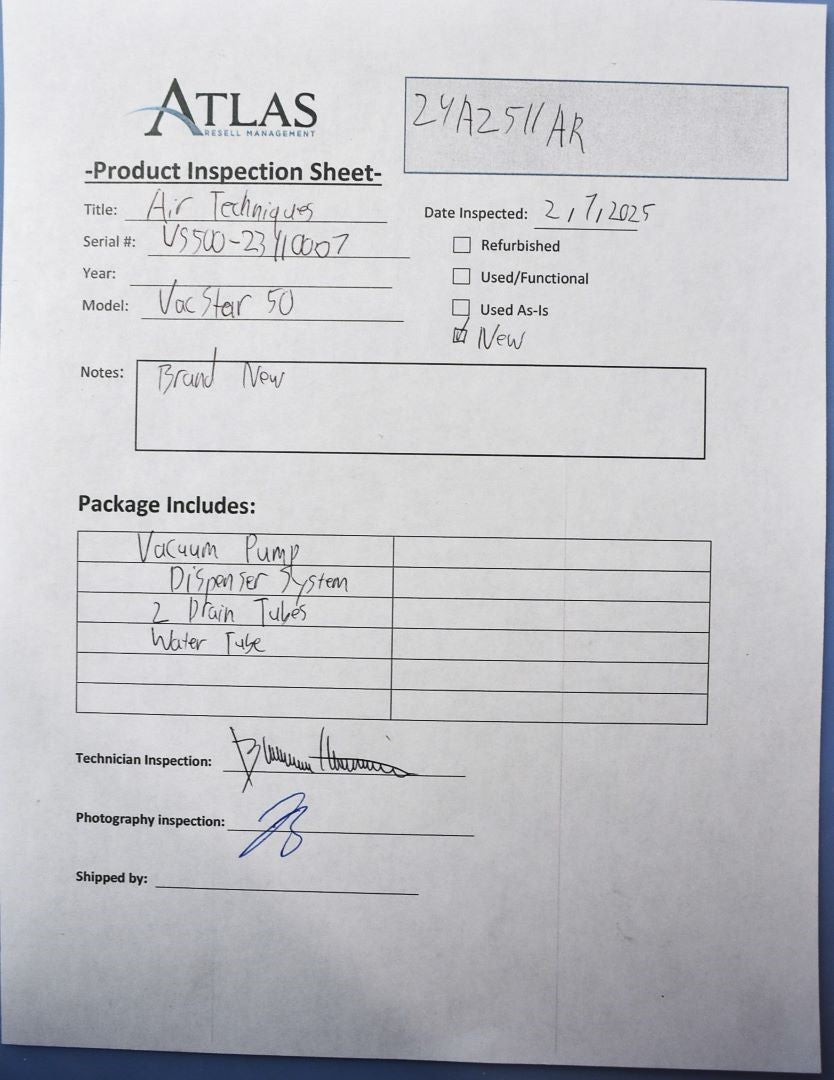 ATLAS
RESELL MANAGEMENT
24A2511AR
-Product Inspection Sheet-
Title: Air Techniques
Date Inspected: 2/7/2025
Serial #: VS500-23110007
Refurbished
Year:
Used/Functional
Model: VacStar 50
Used As-Is
New
Notes: Brand New
Package Includes:
Vacuum Pump
Dispenser System
2 Drain Tubes
Water Tube
Technician Inspection:
Photography inspection:
Shipped by: